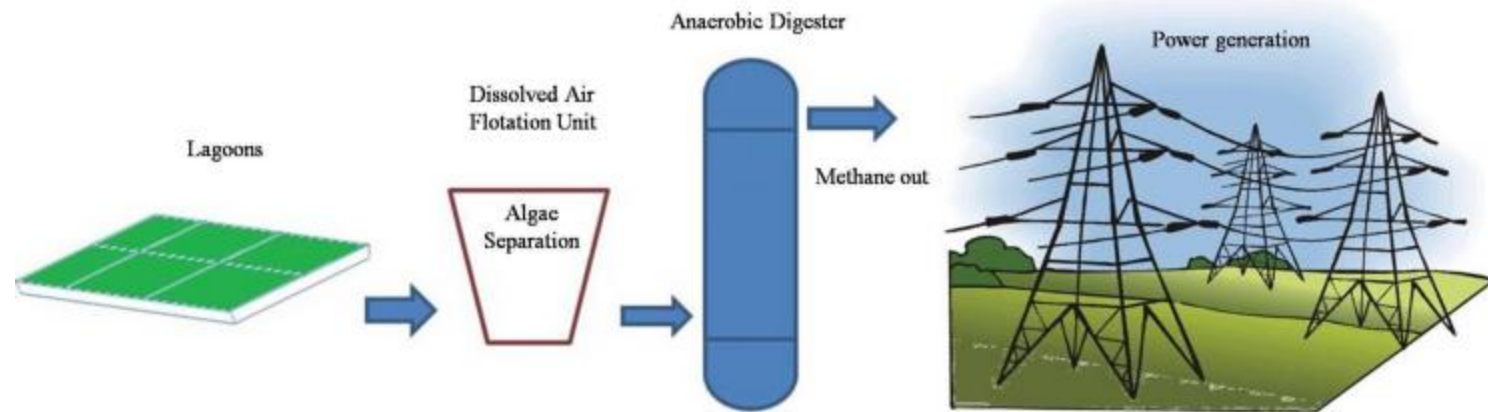 Lagoons
Dissolved Air
Flotation Unit
Algae
Separation
Anaerobic Digester
Methane out
Power generation